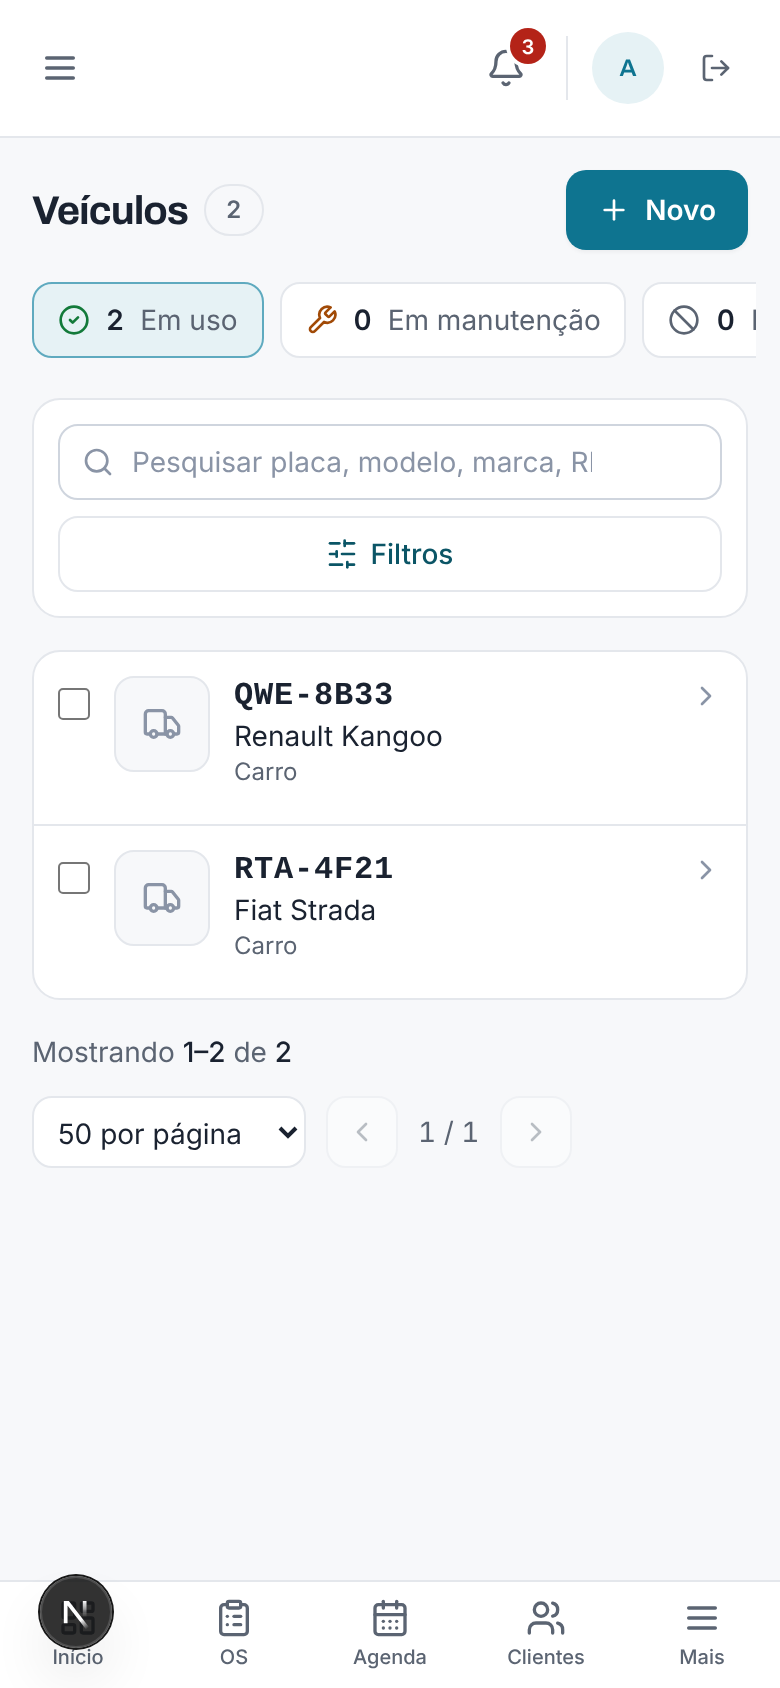 3
A
Veículos 2
Novo
2 Em uso
0 Em manutenção
0
Pesquisar placa, modelo, marca,
Filtros
QWE-8B33
Renault Kangoo
Carro
RTA-4F21
Fiat Strada
Carro
Mostrando 1–2 de 2
50 por página
1 / 1
N
Início
OS
Agenda
Clientes
Mais